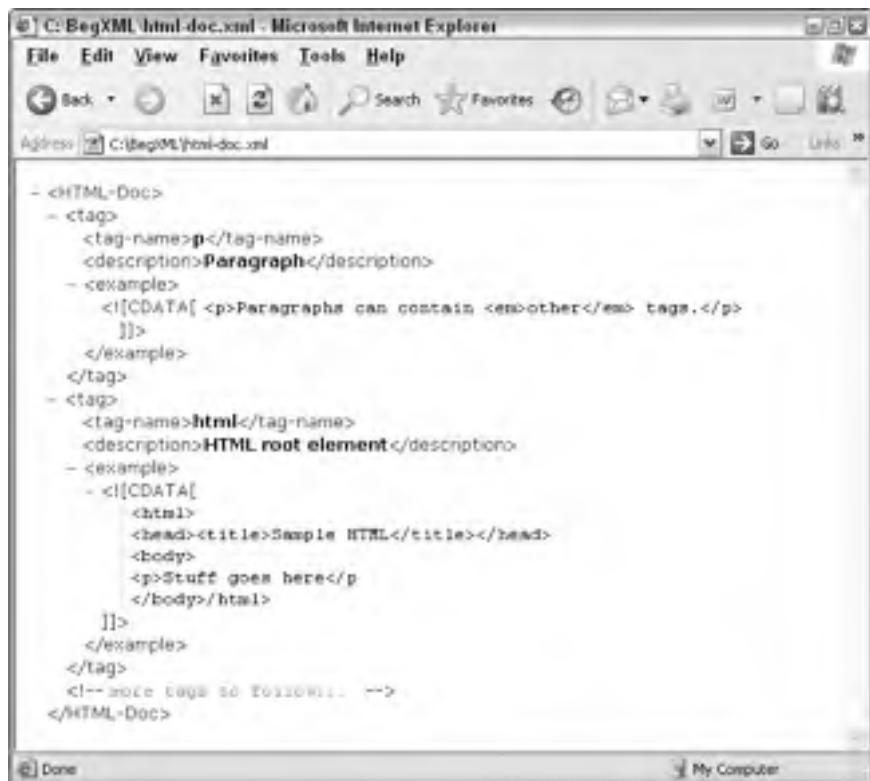 C:\BegXML\html-doc.xml - Microsoft Internet Explorer
File Edit View Favorites Tools Help
Back Search Favorites
Address C:\BegXML\html-doc.xml Go Links »
- <HTML-Doc>
- <tag>
<tag-name>p</tag-name>
<description>Paragraph</description>
- <example>
<![CDATA[ <p>Paragraphs can contain <em>other</em> tags.</p>
]]>
</example>
</tag>
- <tag>
<tag-name>html</tag-name>
<description>HTML root element</description>
- <example>
- <![CDATA[
<html>
<head><title>Sample HTML</title></head>
<body>
<p>Stuff goes here</p
</body>/html>
]]>
</example>
</tag>
<!-- more tags to follow... -->
</HTML-Doc>
Done My Computer